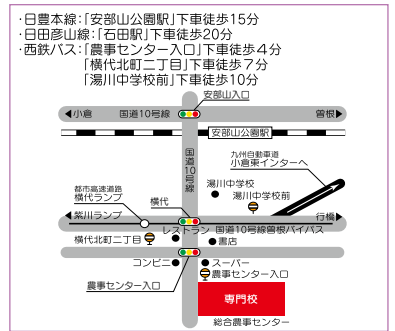 ・日豊本線：「安部山公園駅」下車徒歩15分
・日田彦山線：「石田駅」下車徒歩20分
・西鉄バス：「農事センター入口」下車徒歩4分
「横代北町二丁目」下車徒歩7分
「湯川中学校前」下車徒歩10分
安部山入口
◀小倉 国道10号線 曽根▶
安部山公園駅
国道10号線
九州自動車道
小倉東インターへ
湯川中学校
湯川中学校前
都市高速道路
横代ランプ
横代
紫川ランプ
行橋▶
レストラン 国道10号線曽根バイパス
横代北町二丁目
書店
コンビニ
スーパー
農事センター入口
農事センター入口
専門校
総合農事センター